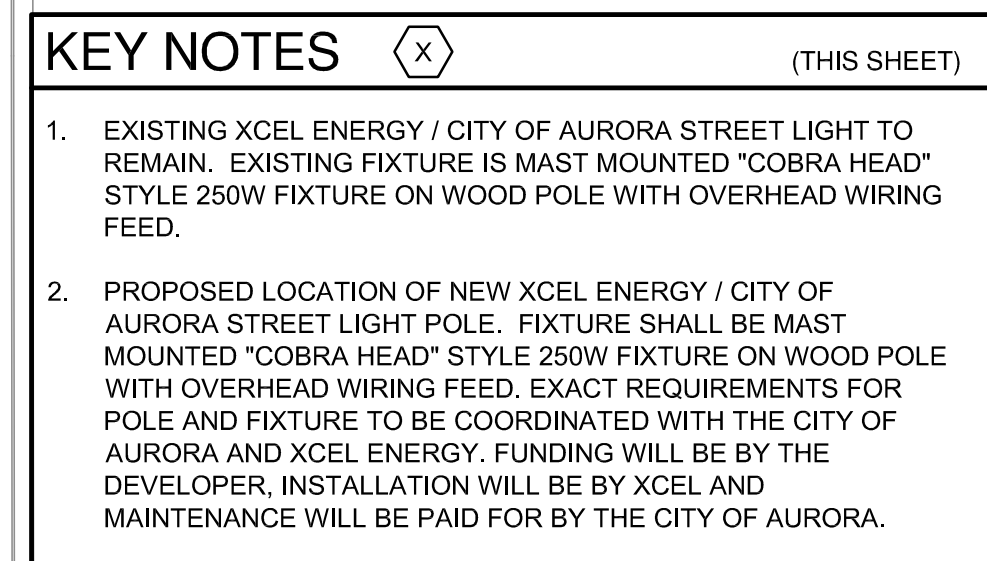 KEY NOTES X (THIS SHEET)
1. EXISTING XCEL ENERGY / CITY OF AURORA STREET LIGHT TO
REMAIN. EXISTING FIXTURE IS MAST MOUNTED "COBRA HEAD"
STYLE 250W FIXTURE ON WOOD POLE WITH OVERHEAD WIRING
FEED.
2. PROPOSED LOCATION OF NEW XCEL ENERGY / CITY OF
AURORA STREET LIGHT POLE. FIXTURE SHALL BE MAST
MOUNTED "COBRA HEAD" STYLE 250W FIXTURE ON WOOD POLE
WITH OVERHEAD WIRING FEED. EXACT REQUIREMENTS FOR
POLE AND FIXTURE TO BE COORDINATED WITH THE CITY OF
AURORA AND XCEL ENERGY. FUNDING WILL BE BY THE
DEVELOPER, INSTALLATION WILL BE BY XCEL AND
MAINTENANCE WILL BE PAID FOR BY THE CITY OF AURORA.